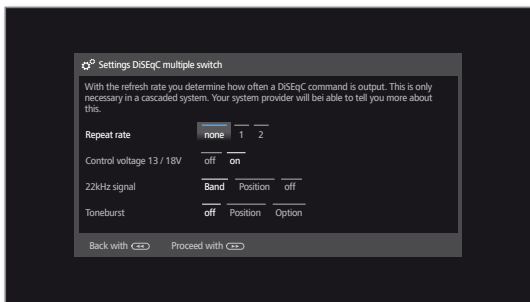 Settings DiSEqC multiple switch
With the refresh rate you determine how often a DiSEqC command is output. This is only
necessary in a cascaded system. Your system provider will bei able to tell you more about
this.
Repeat rate none 1 2
Control voltage 13 / 18V off on
22kHz signal Band Position off
Toneburst off Position Option
Back with Proceed with